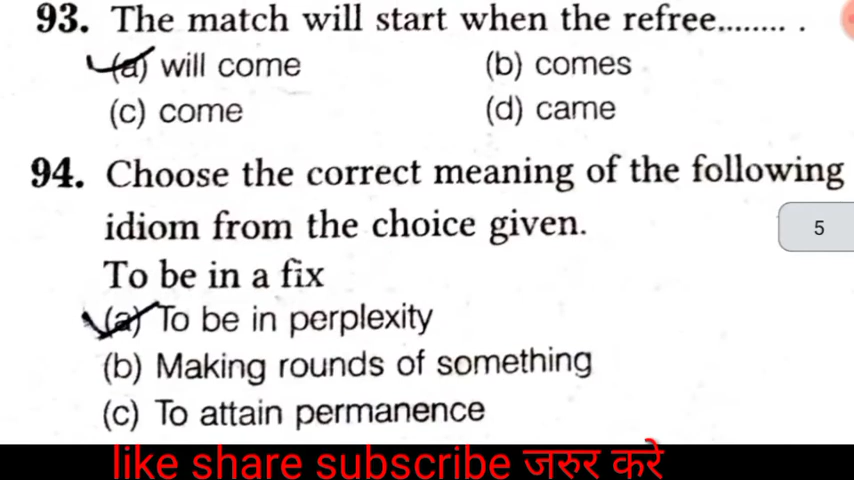 93. The match will start when the refree........ .
(a) will come (b) comes
(c) come (d) came
94. Choose the correct meaning of the following
idiom from the choice given.
5
To be in a fix
(a) To be in perplexity
(b) Making rounds of something
(c) To attain permanence
like share subscribe जरुर करे